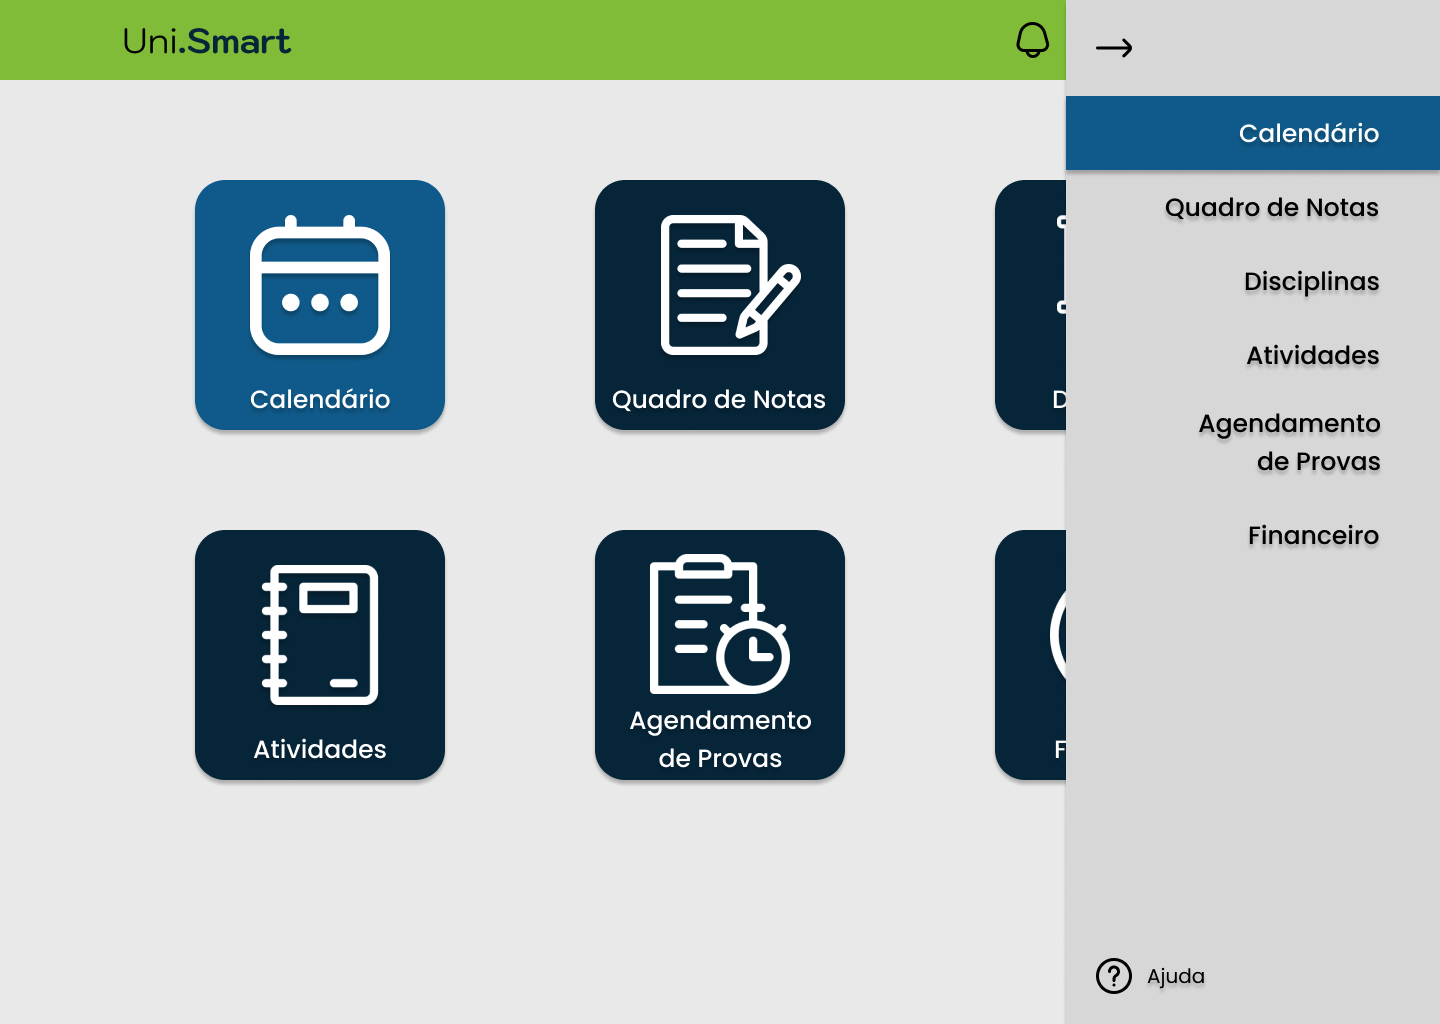 Uni.Smart
Calendário
Quadro de Notas
D
Atividades
Agendamento
de Provas
F
Calendário
Quadro de Notas
Disciplinas
Atividades
Agendamento
de Provas
Financeiro
Ajuda